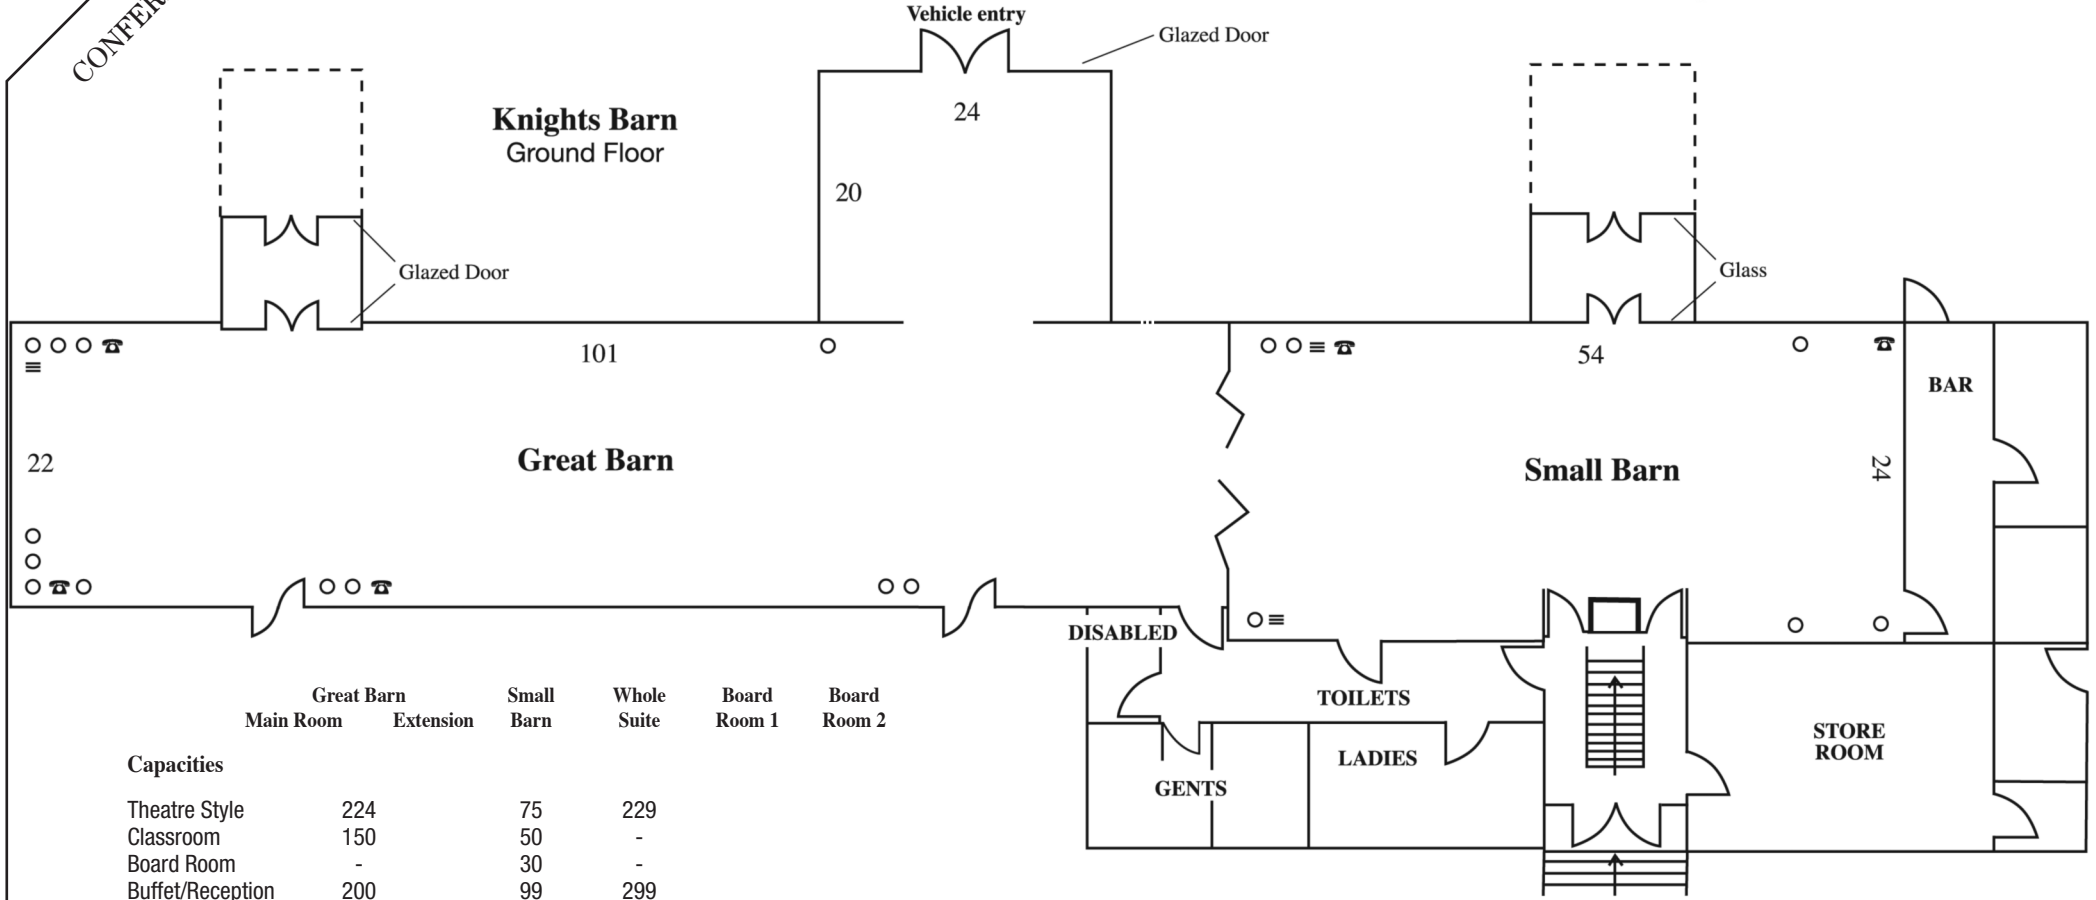 CONFER
Vehicle entry
Glazed Door
24
Knights Barn
Ground Floor
20
Glazed Door
Glass
101
54
BAR
22
Great Barn
Small Barn
24
DISABLED
TOILETS
LADIES
GENTS
STORE
ROOM
Great Barn Small Whole Board Board
Main Room Extension Barn Suite Room 1 Room 2
Capacities
Theatre Style 224 75 229
Classroom 150 50 -
Board Room - 30 -
Buffet/Reception 200 99 299